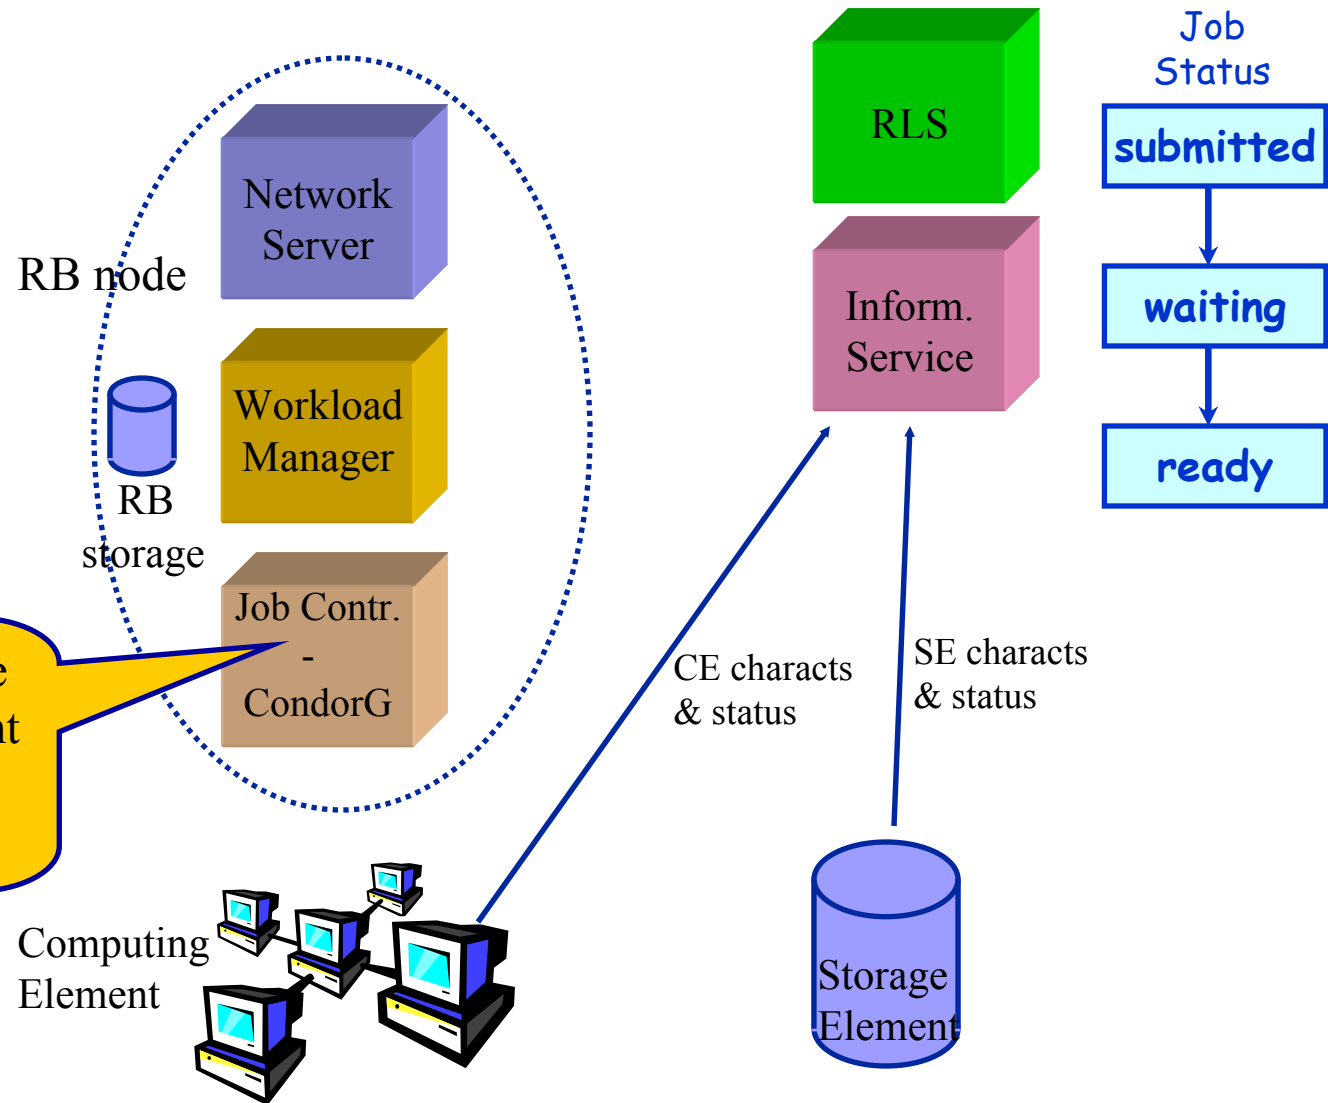 Job
Status
RLS
submitted
Network
Server
RB node
Inform.
Service
waiting
Workload
Manager
ready
RB
storage
Job Contr.
-
CondorG
CE characts
& status
SE characts
& status
Computing
Element
Storage
Element